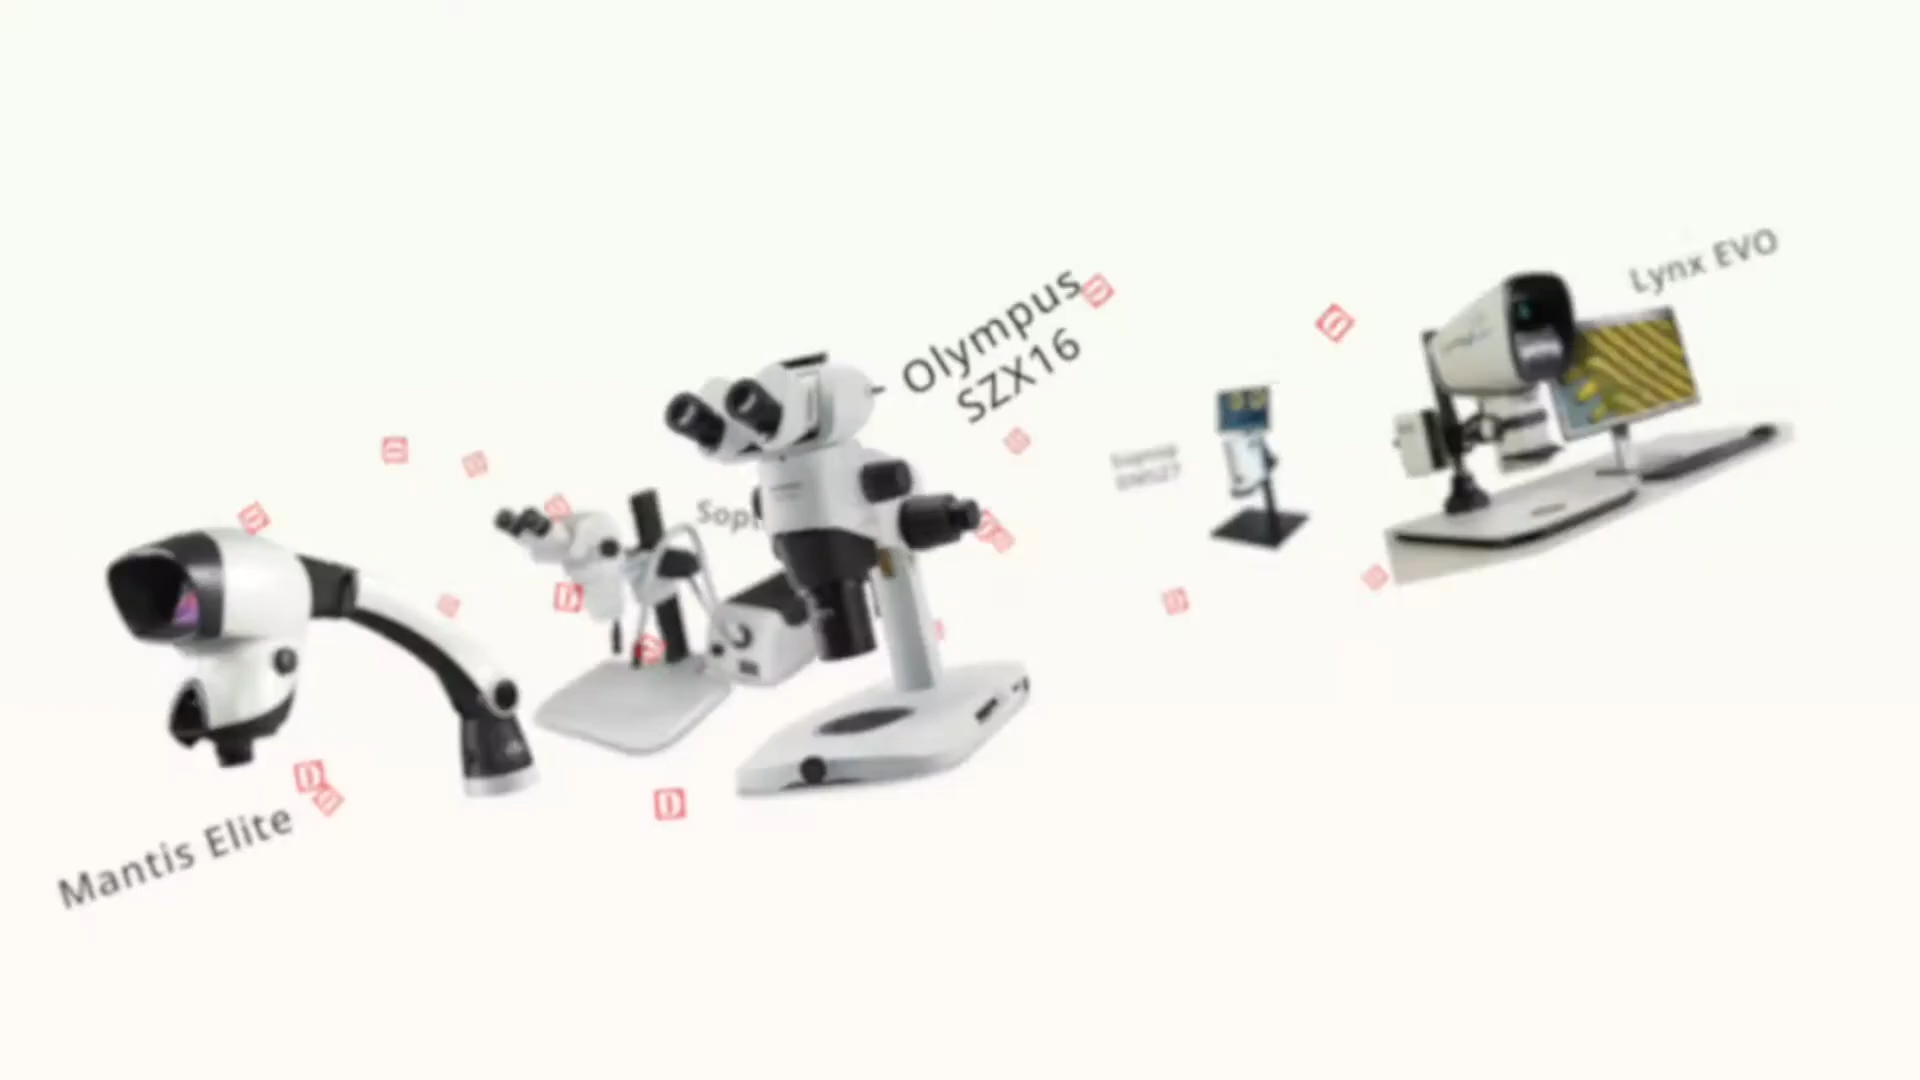 Mantis Elite
Olympus
SZX16
Lynx EVO
D
D
D